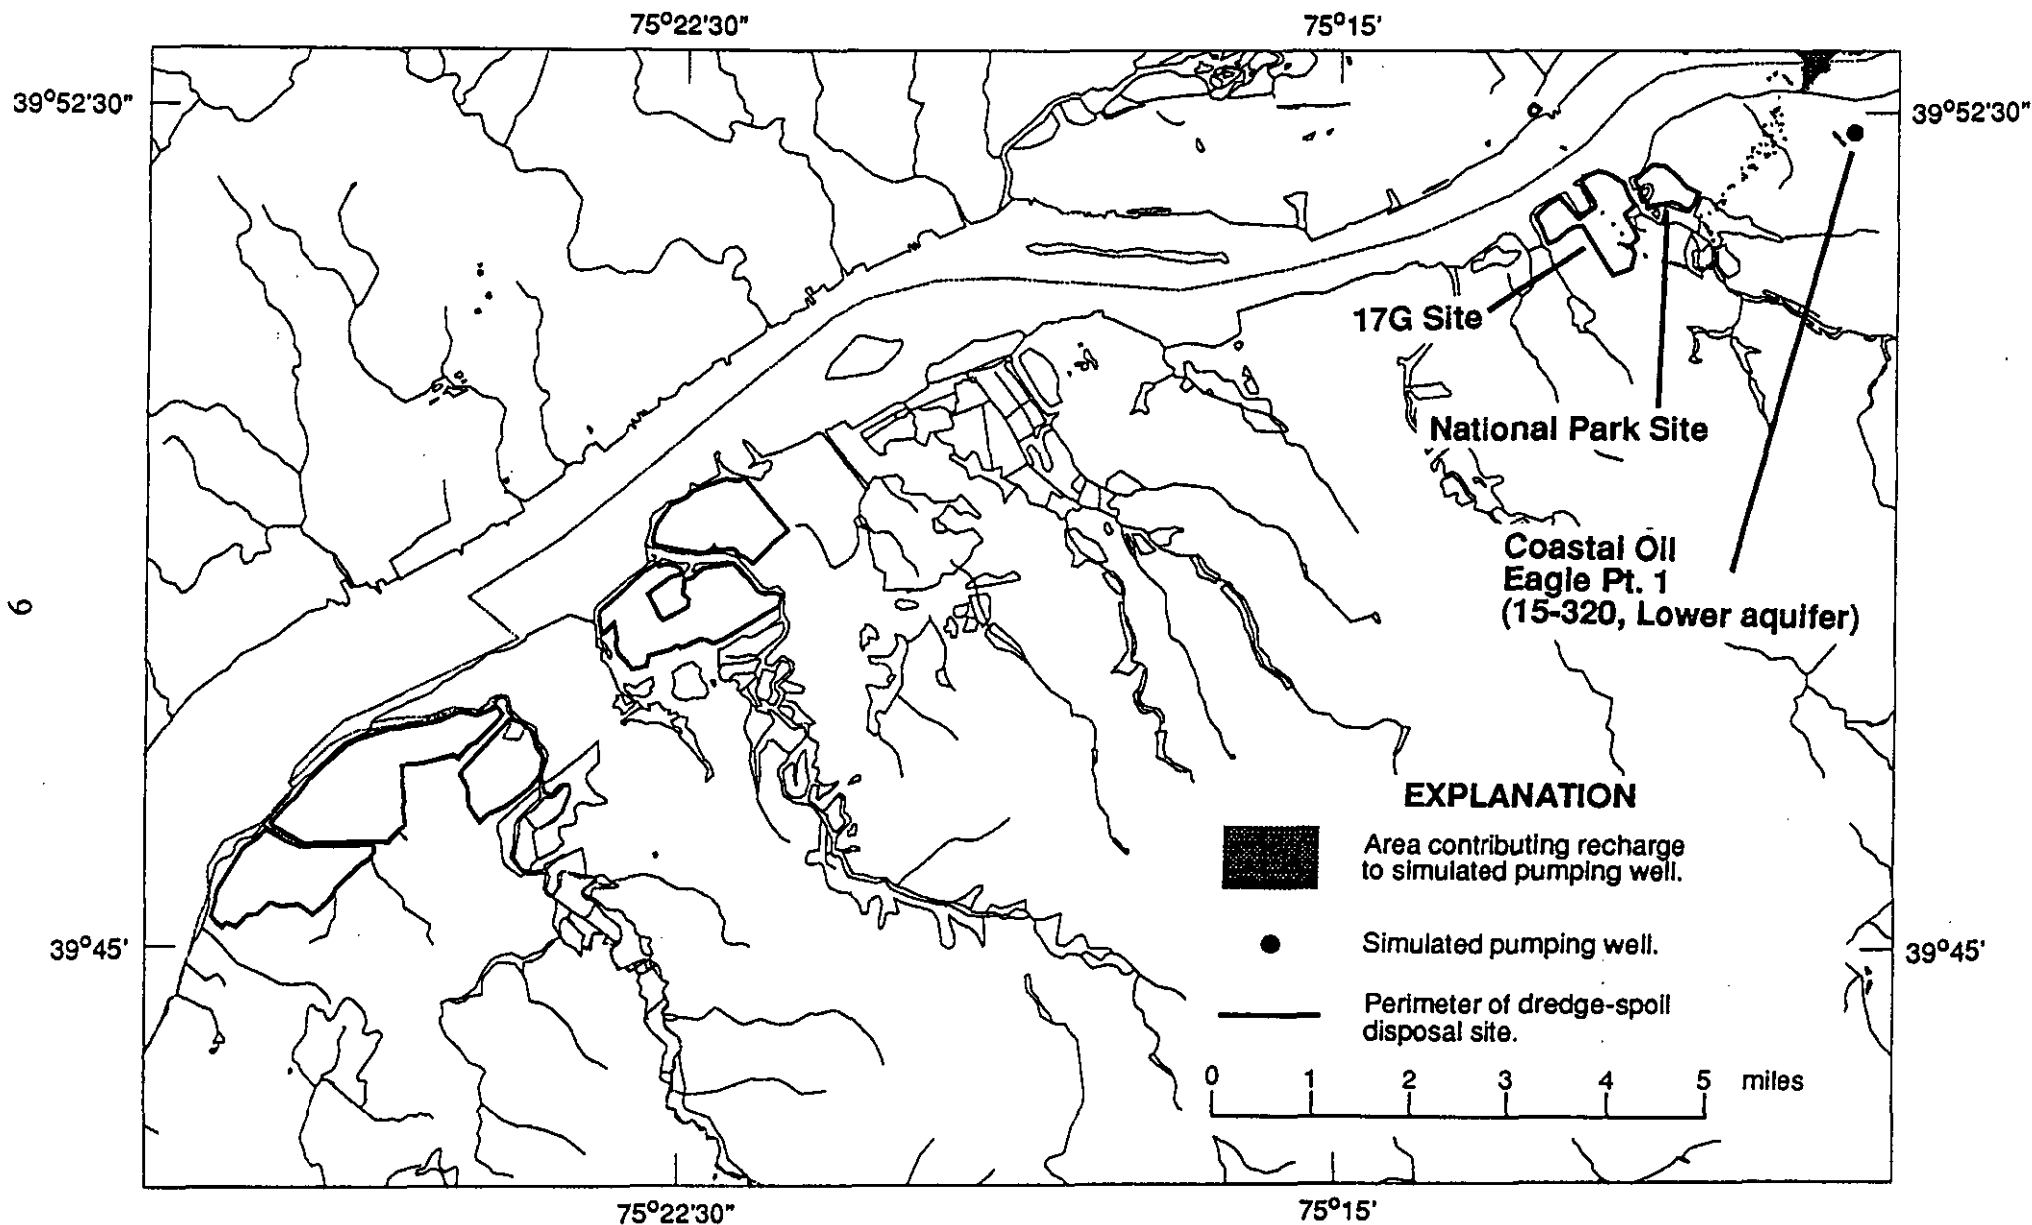 75°22'30"
75°15'
39°52'30"
39°52'30"
17G Site
National Park Site
Coastal Oil
Eagle Pt. 1
(15-320, Lower aquifer)
6
EXPLANATION
Area contributing recharge
to simulated pumping well.
39°45'
Simulated pumping well.
39°45'
Perimeter of dredge-spoil
disposal site.
0 1 2 3 4 5 miles
75°22'30"
75°15'